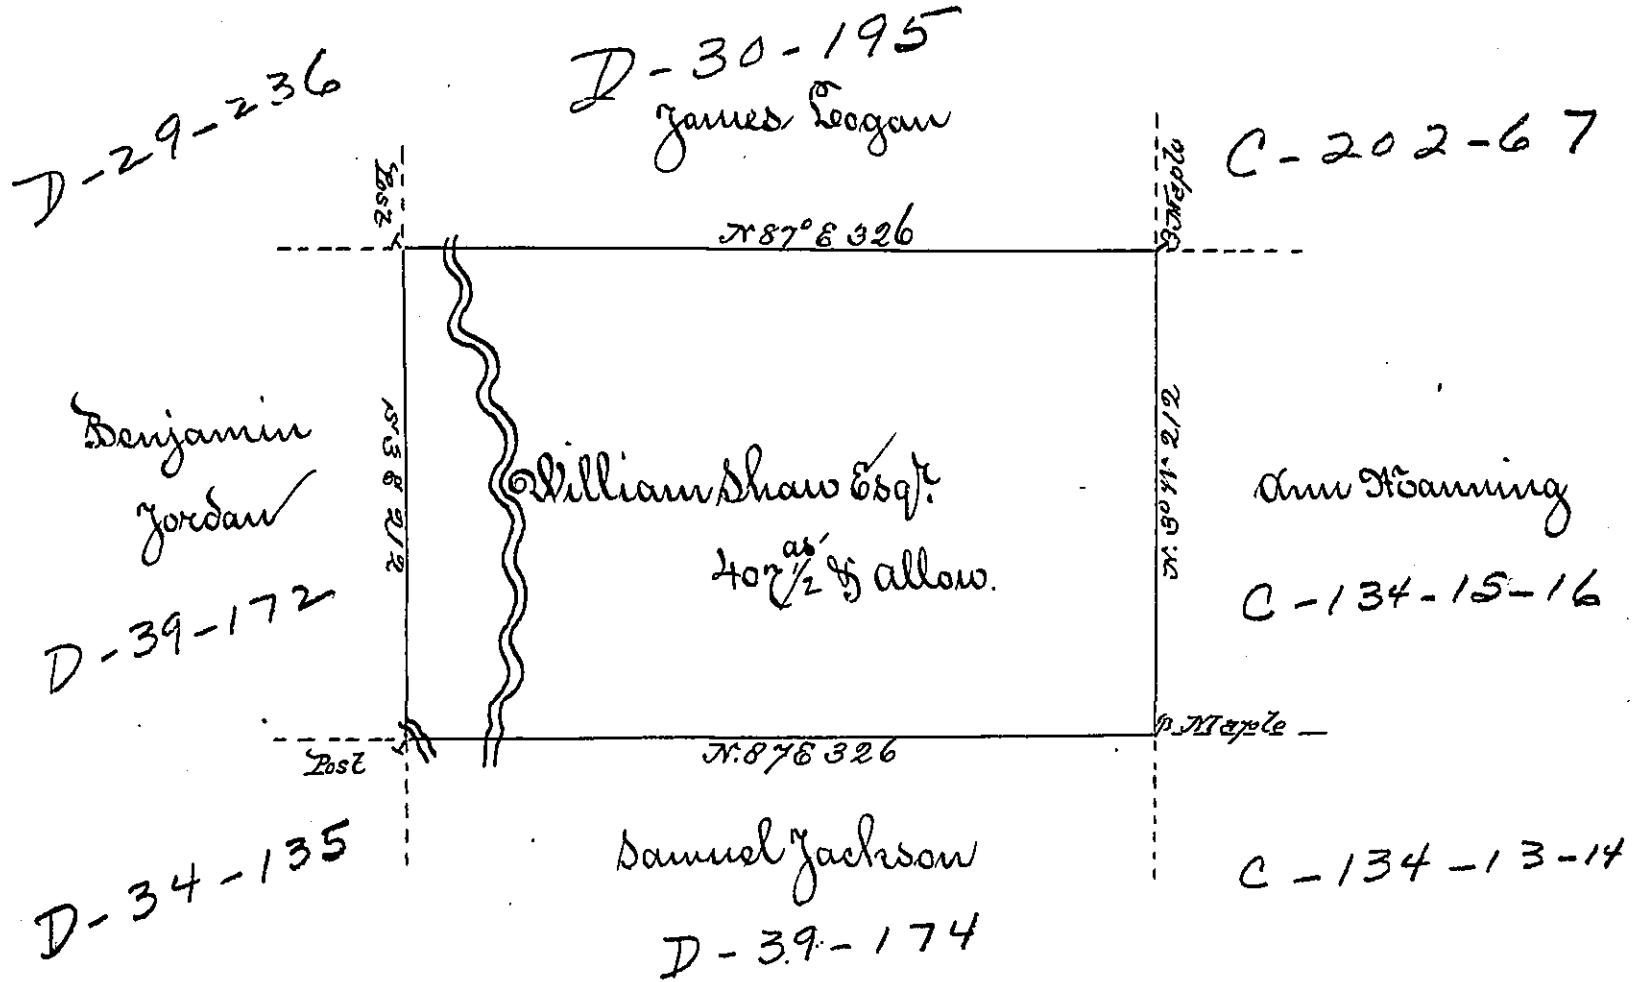 D-30-195
James Logan
D-29-236
C-202-67
Post
Maple
N 87° E 326
Benjamin
Jordan
D-39-172
S 3 E 212
William Shaw Esqr.
407 1/2 as & allow.
N. 3° W. 212
Ann Manning
C-134-15-16
Post
N. 87 E 326
Maple
D-34-135
Samuel Jackson
D-39-174
C-134-13-14